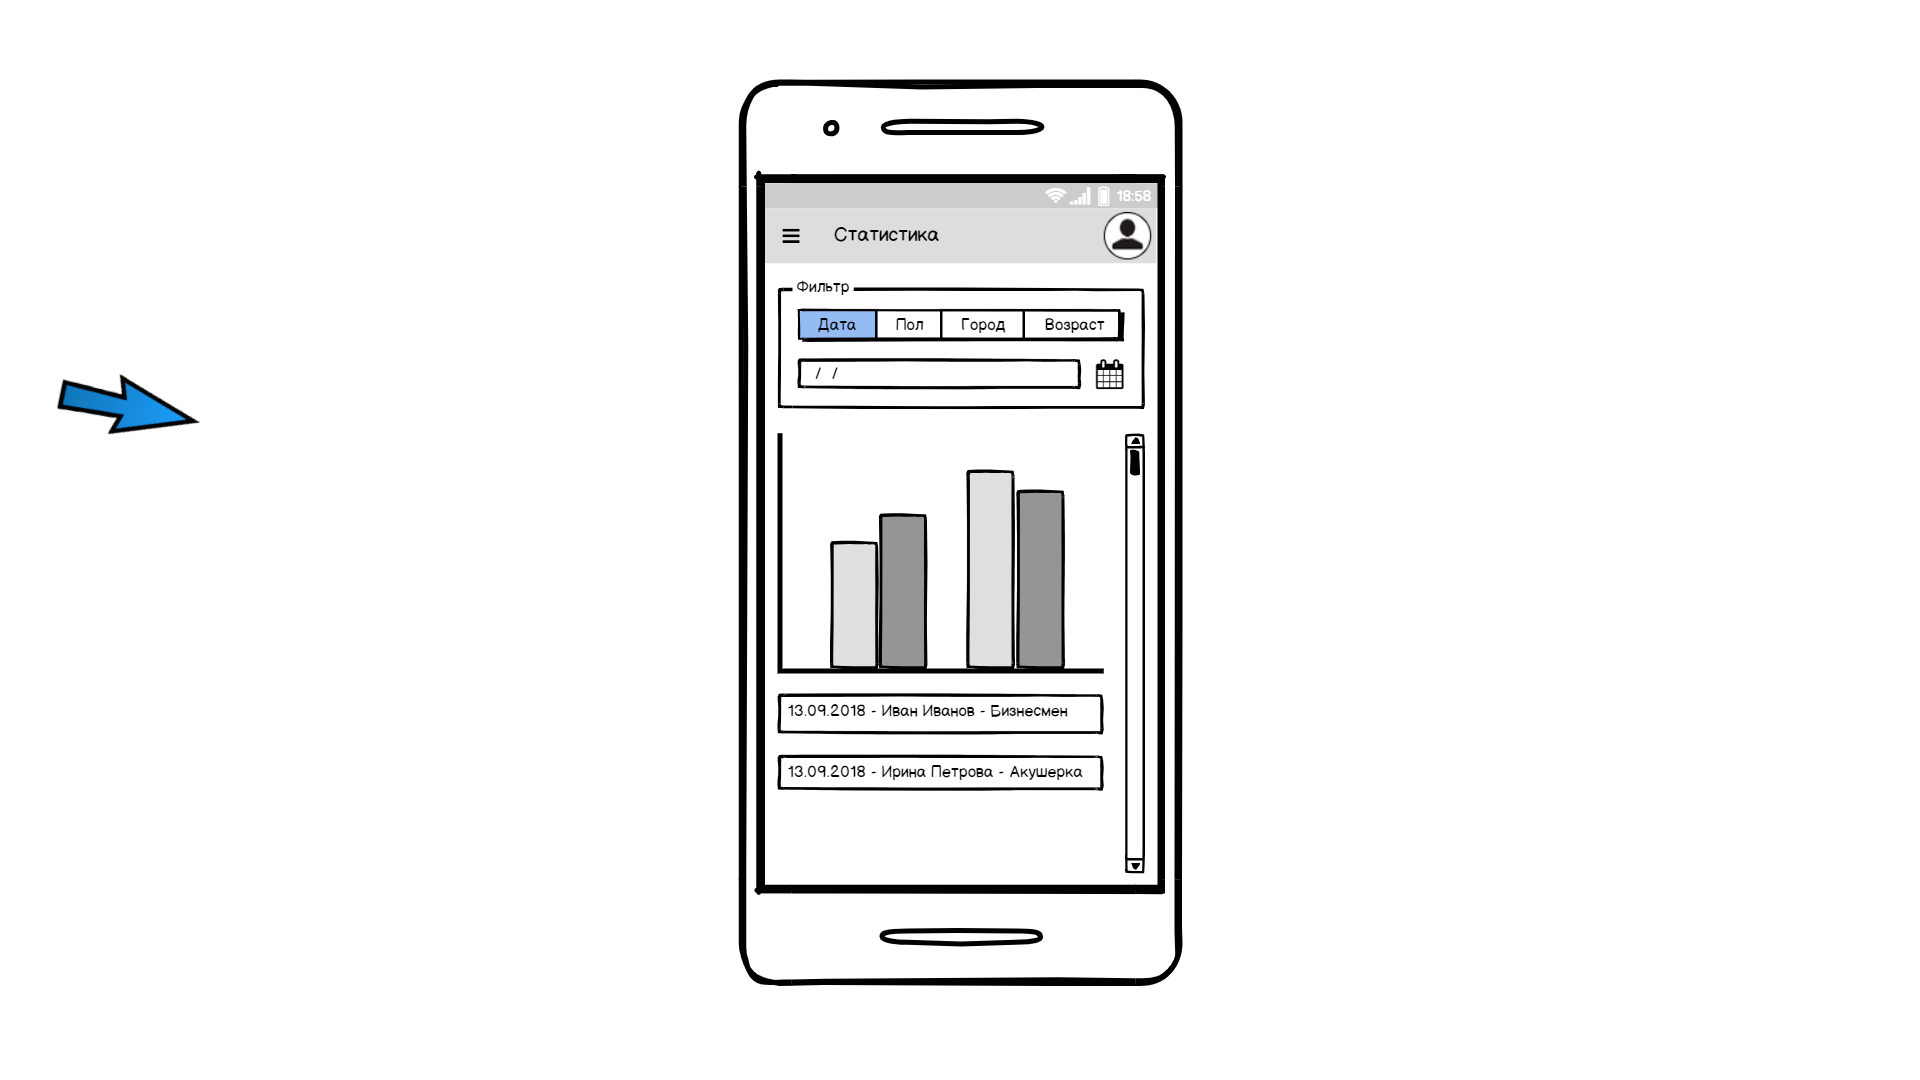 18:58
Статистика
Фильтр
Дата Пол Город Возраст
/ /
13.09.2018 - Иван Иванов - Бизнесмен
13.09.2018 - Ирина Петрова - Акушерка